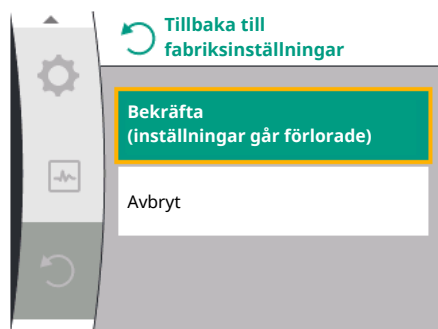 Tillbaka till
fabriksinställningar
Bekräfta
(inställningar går förlorade)
Avbryt